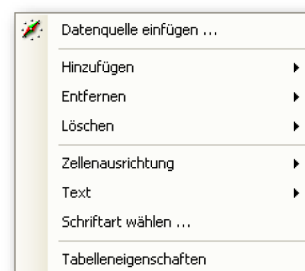 Datenquelle einfügen ...
Hinzufügen
Entfernen
Löschen
Zellenausrichtung
Text
Schriftart wählen ...
Tabelleneigenschaften